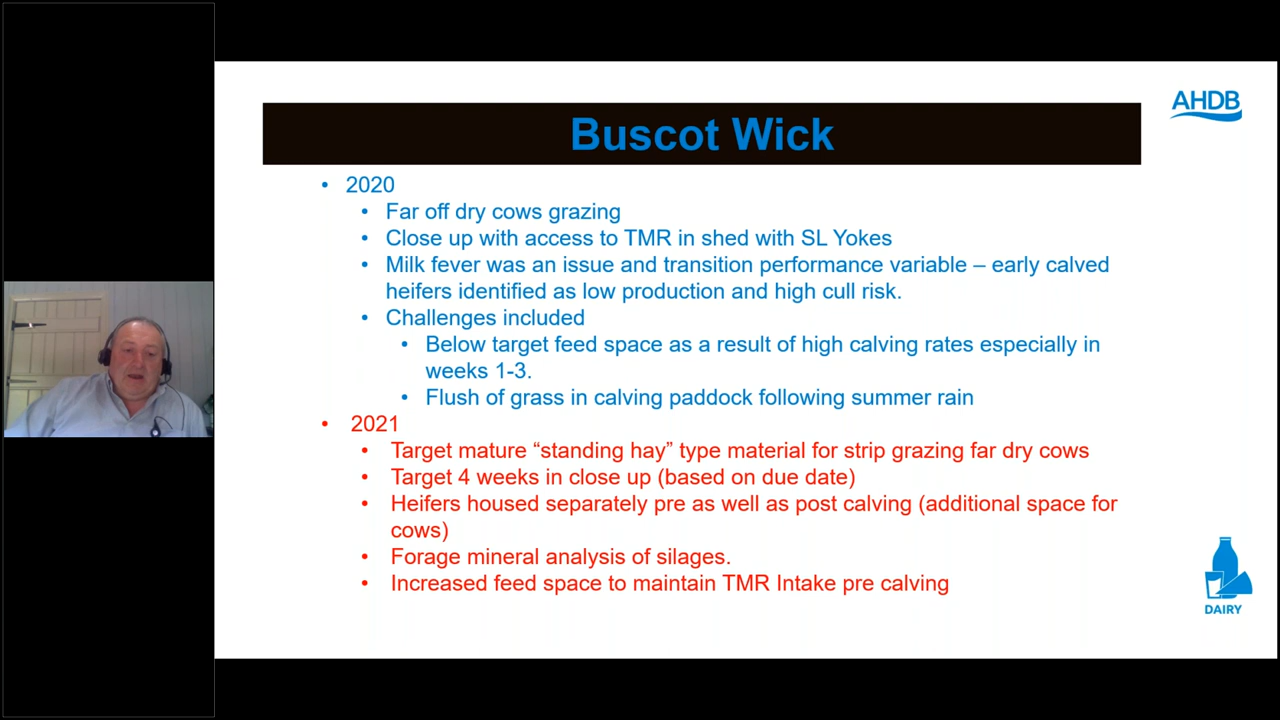 AHDB
Buscot Wick
• 2020
• Far off dry cows grazing
• Close up with access to TMR in shed with SL Yokes
• Milk fever was an issue and transition performance variable – early calved
heifers identified as low production and high cull risk.
• Challenges included
• Below target feed space as a result of high calving rates especially in
weeks 1-3.
• Flush of grass in calving paddock following summer rain
• 2021
• Target mature “standing hay” type material for strip grazing far dry cows
• Target 4 weeks in close up (based on due date)
• Heifers housed separately pre as well as post calving (additional space for
cows)
• Forage mineral analysis of silages.
• Increased feed space to maintain TMR Intake pre calving
DAIRY